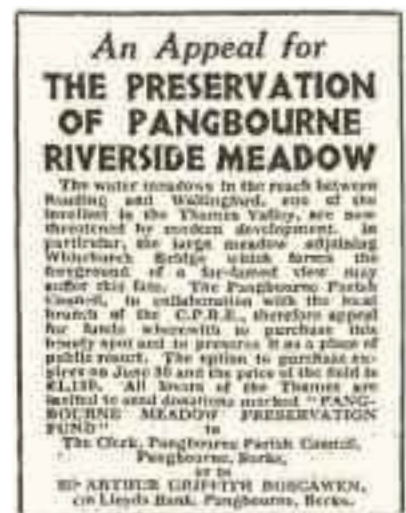 An Appeal for
THE PRESERVATION
OF PANGBOURNE
RIVERSIDE MEADOW
The water meadows in the reach between
Reading and Wallingford, one of the
loveliest in the Thames Valley, are now
threatened by modern development. In
particular, the large meadow adjoining
Whitchurch Bridge which forms the
foreground of a far-famed view may
suffer this fate. The Pangbourne Parish
Council, in collaboration with the local
branch of the C.P.R.E., therefore appeal
for funds wherewith to purchase this
beauty spot and to preserve it as a place of
public resort. The option to purchase ex-
pires on June 30 and the price of the field is
All lovers of the Thames are
invited to send donations marked "PANG-
BOURNE MEADOW PRESERVATION
FUND" to
The Clerk, Pangbourne Parish Council,
Pangbourne, Berks,
or to
SIR ARTHUR GRIFFITH BOSCAWEN,
c/o Lloyds Bank, Pangbourne, Berks.